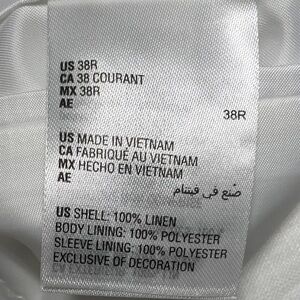 US 38R
CA 38 COURANT
MX 38R
AE
38R
US MADE IN VIETNAM
CA FABRIQUÉ AU VIETNAM
MX HECHO EN VIETNAM
AE
صُنع في فيتنام
US SHELL: 100% LINEN
BODY LINING: 100% POLYESTER
SLEEVE LINING: 100% POLYESTER
EXCLUSIVE OF DECORATION